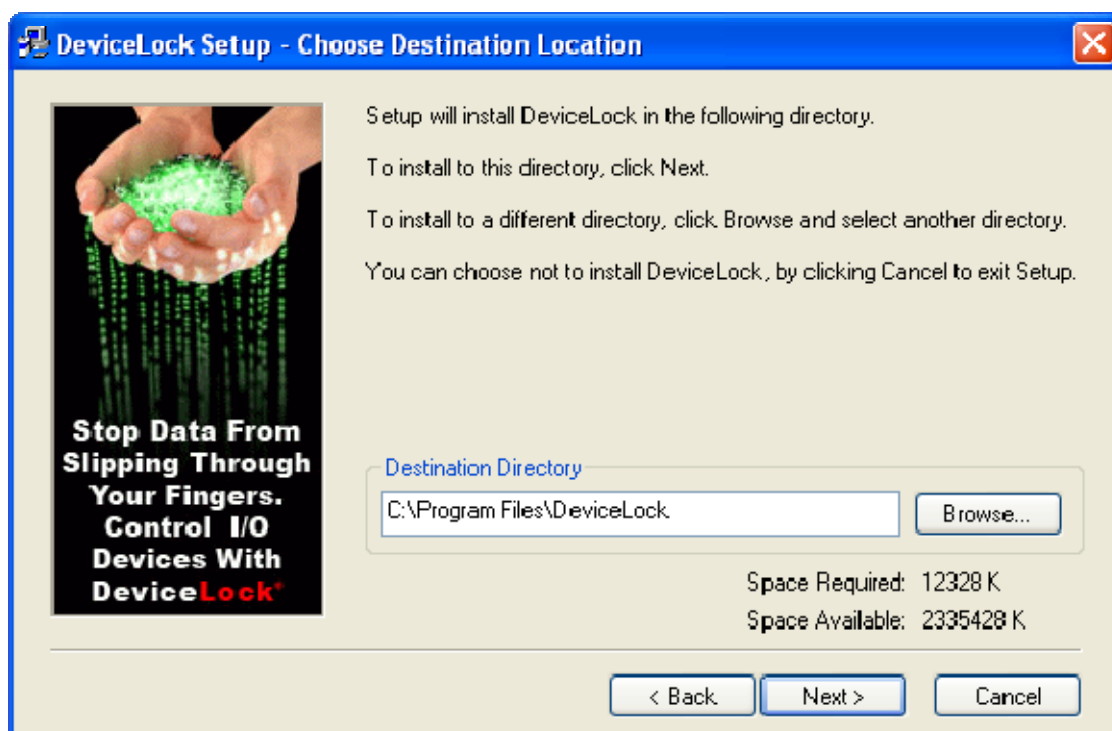 DeviceLock Setup - Choose Destination Location
Setup will install DeviceLock in the following directory.
To install to this directory, click Next.
To install to a different directory, click Browse and select another directory.
You can choose not to install DeviceLock, by clicking Cancel to exit Setup.
Stop Data From
Slipping Through
Your Fingers.
Control I/O
Devices With
DeviceLock®
Destination Directory
C:\Program Files\DeviceLock
Browse...
Space Required: 12328 K
Space Available: 2335428 K
< Back
Next >
Cancel